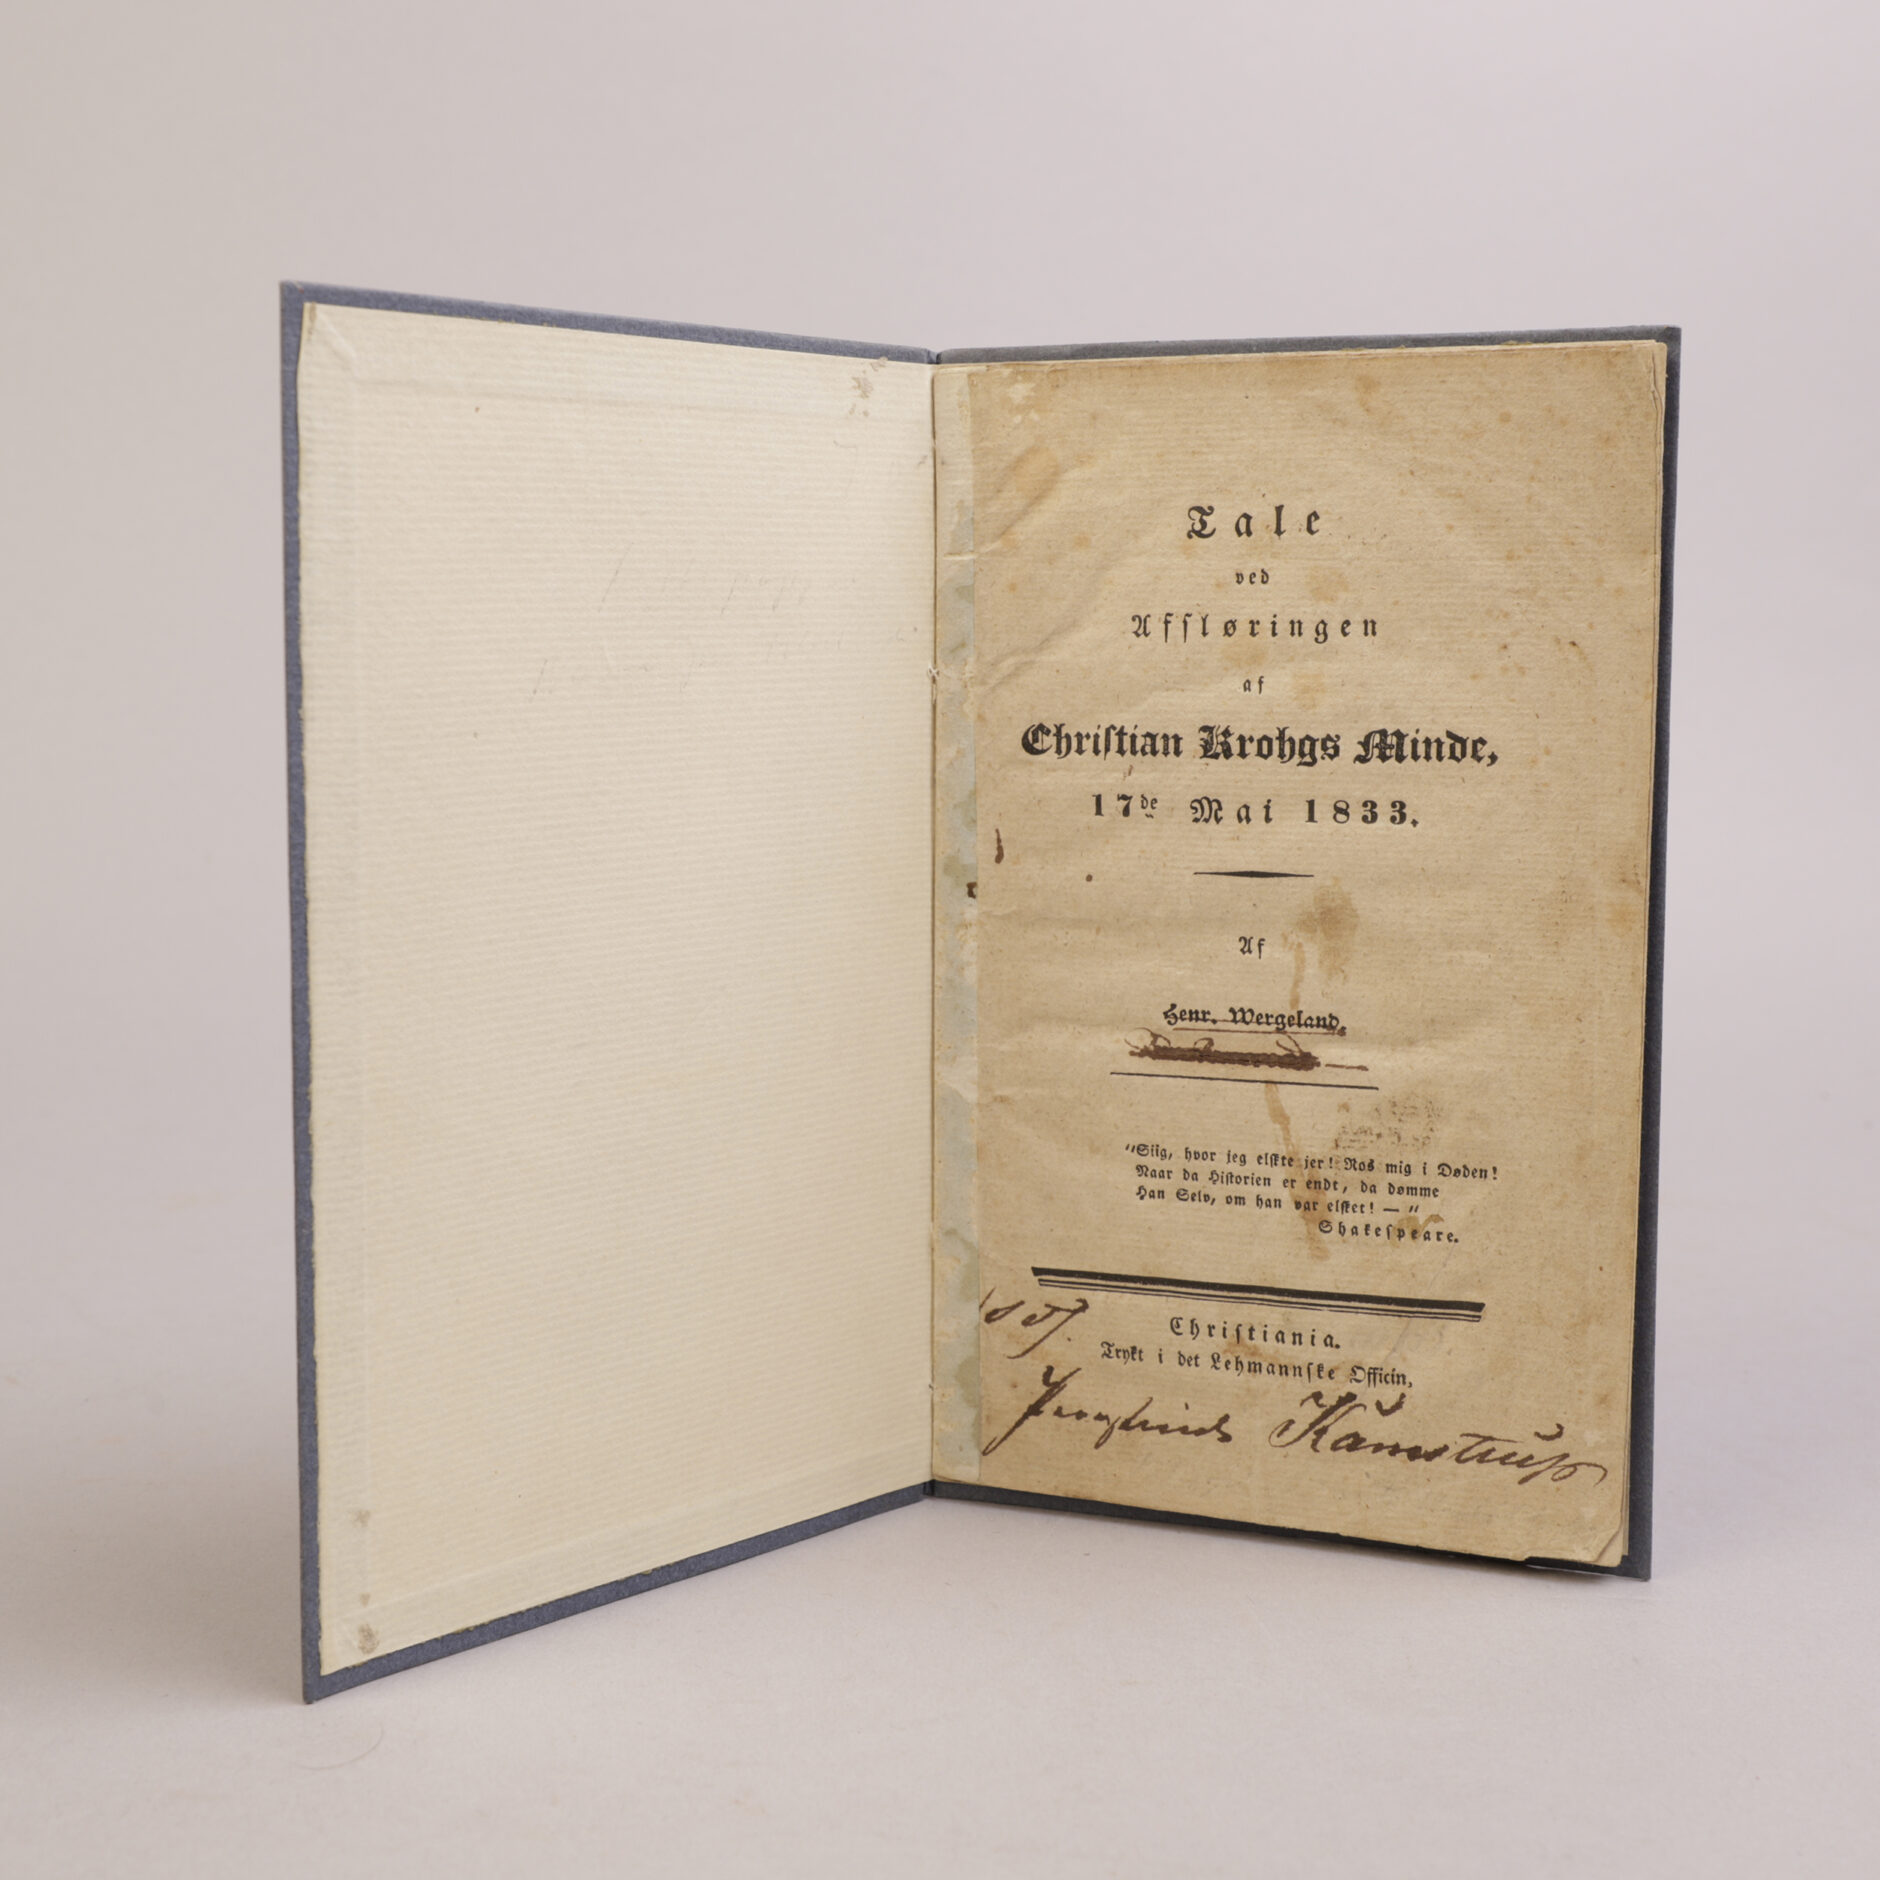 Tale
ved
Afsløringen
af
Christian Krohgs Minde,
17de Mai 1833.
Af
Henr. Wergeland.
"Siig, hvor jeg elskte jer! Ros mig i Døden!
Naar da Historien er endt, da dømme
Han Selv, om han var elsket! — "
Shakespeare.
Christiania.
Trykt i det Lehmannske Officin,
Kamstrup